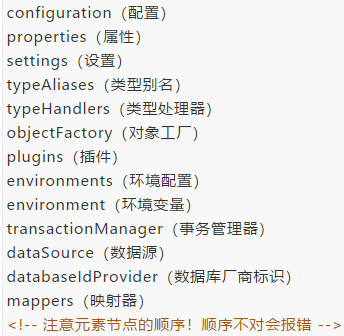 configuration（配置）
properties（属性）
settings（设置）
typeAliases（类型别名）
typeHandlers（类型处理器）
objectFactory（对象工厂）
plugins（插件）
environments（环境配置）
environment（环境变量）
transactionManager（事务管理器）
dataSource（数据源）
databaseIdProvider（数据库厂商标识）
mappers（映射器）
<!-- 注意元素节点的顺序！顺序不对会报错 -->